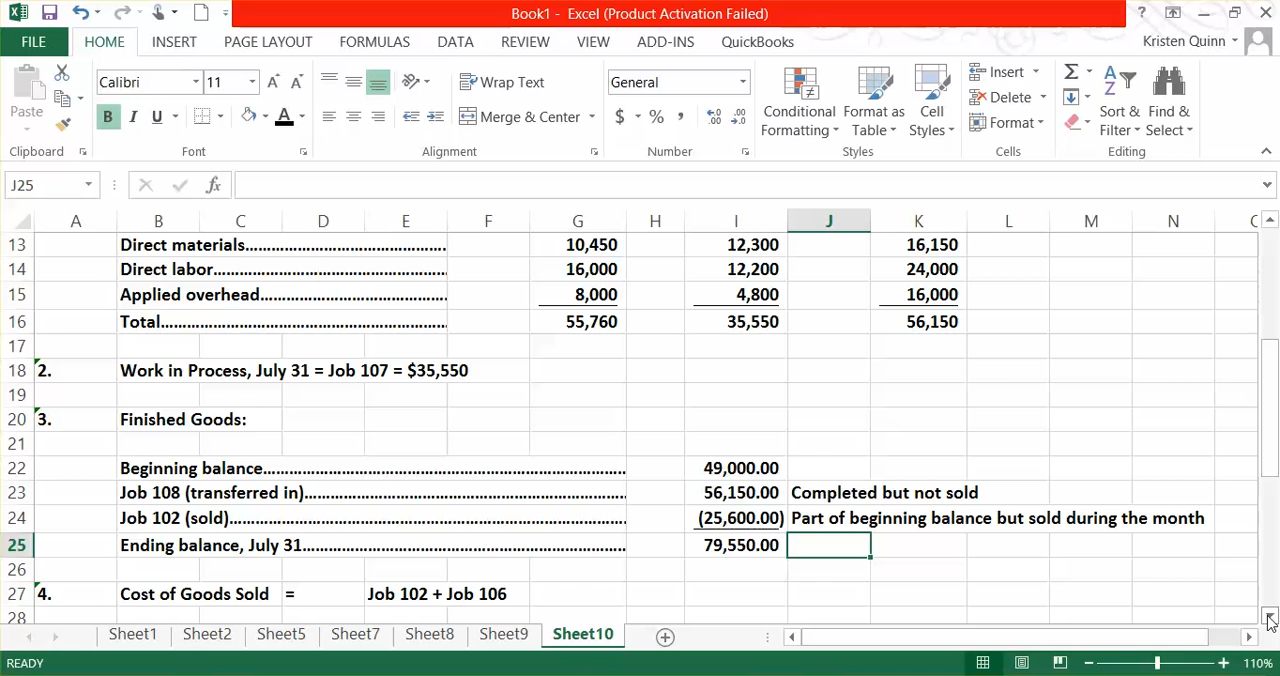 Book1 - Excel (Product Activation Failed)
FILE HOME INSERT PAGE LAYOUT FORMULAS DATA REVIEW VIEW ADD-INS QuickBooks Kristen Quinn
Calibri 11 Wrap Text General Insert
Paste B I U A Merge & Center $ % , Conditional Formatting Format as Table Cell Styles Delete Format Sort & Filter Find & Select
Clipboard Font Alignment Number Styles Cells Editing
J25 fx
A B C D E F G H I J K L M N
13 Direct materials 10,450 12,300 16,150
14 Direct labor 16,000 12,200 24,000
15 Applied overhead 8,000 4,800 16,000
16 Total 55,760 35,550 56,150
17
18 2. Work in Process, July 31 = Job 107 = $35,550
19
20 3. Finished Goods:
21
22 Beginning balance 49,000.00
23 Job 108 (transferred in) 56,150.00 Completed but not sold
24 Job 102 (sold) (25,600.00) Part of beginning balance but sold during the month
25 Ending balance, July 31 79,550.00
26
27 4. Cost of Goods Sold = Job 102 + Job 106
28
Sheet1 Sheet2 Sheet5 Sheet7 Sheet8 Sheet9 Sheet10
READY 110%